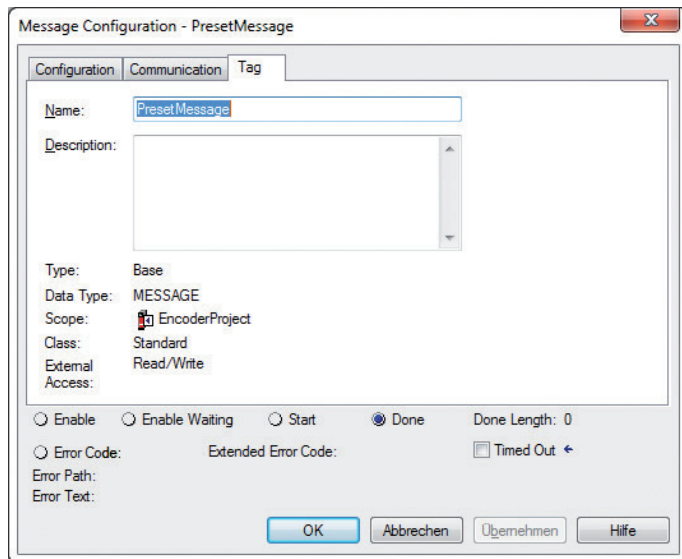 Message Configuration - PresetMessage
Configuration Communication Tag
Name: PresetMessage
Description:
Type: Base
Data Type: MESSAGE
Scope: EncoderProject
Class: Standard
External Access: Read/Write
Enable Enable Waiting Start Done Done Length: 0
Error Code: Extended Error Code: Timed Out
Error Path:
Error Text:
OK Abbrechen Übernehmen Hilfe